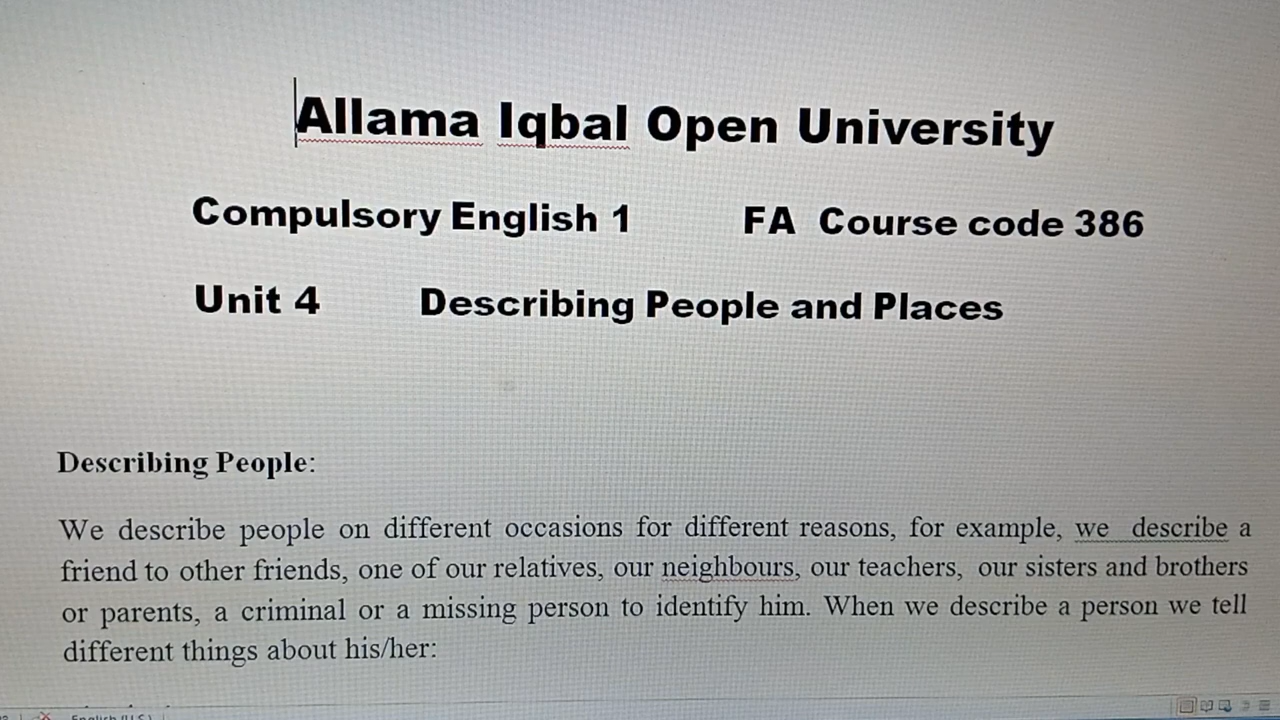 Allama Iqbal Open University
Compulsory English 1 FA Course code 386
Unit 4 Describing People and Places
Describing People:
We describe people on different occasions for different reasons, for example, we describe a
friend to other friends, one of our relatives, our neighbours, our teachers, our sisters and brothers
or parents, a criminal or a missing person to identify him. When we describe a person we tell
different things about his/her:
English (U.S.)